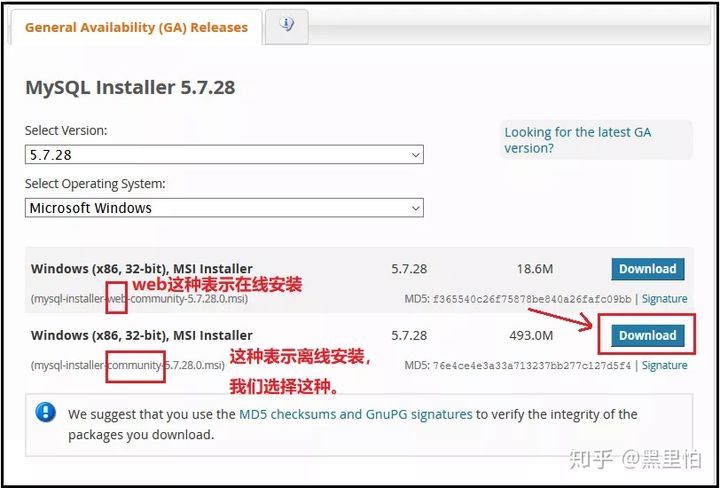 General Availability (GA) Releases
MySQL Installer 5.7.28
Select Version:
5.7.28
Looking for the latest GA
version?
Select Operating System:
Microsoft Windows
Windows (x86, 32-bit), MSI Installer 5.7.28 18.6M Download
web这种表示在线安装
(mysql-installer-web-community-5.7.28.0.msi) MD5: f365540c26f75878be840a26fafc09bb | Signature
Windows (x86, 32-bit), MSI Installer 5.7.28 493.0M Download
(mysql-installer-community-5.7.28.0.msi) MD5: 76e4ce4e3a33a713237bb277c127d5f4 | Signature
这种表示离线安装，
我们选择这种。
We suggest that you use the MD5 checksums and GnuPG signatures to verify the integrity of the
packages you download.
知乎 @黑里怕